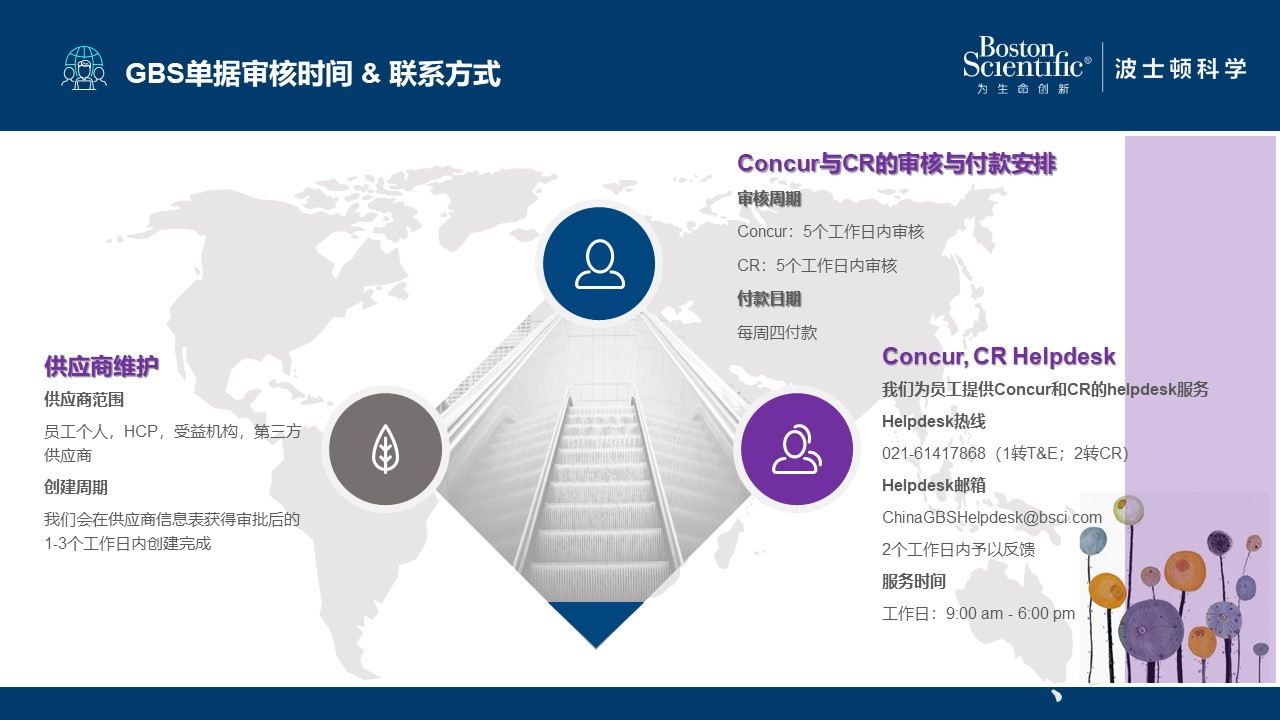 GBS单据审核时间 & 联系方式
Boston
Scientific®
为生命创新
波士顿科学
供应商维护
供应商范围
员工个人，HCP，受益机构，第三方
供应商
创建周期
我们会在供应商信息表获得审批后的
1-3个工作日内创建完成
Concur与CR的审核与付款安排
审核周期
Concur：5个工作日内审核
CR：5个工作日内审核
付款日期
每周四付款
Concur, CR Helpdesk
我们为员工提供Concur和CR的helpdesk服务
Helpdesk热线
021-61417868（1转T&E；2转CR）
Helpdesk邮箱
ChinaGBSHelpdesk@bsci.com
2个工作日内予以反馈
服务时间
工作日：9:00 am - 6:00 pm